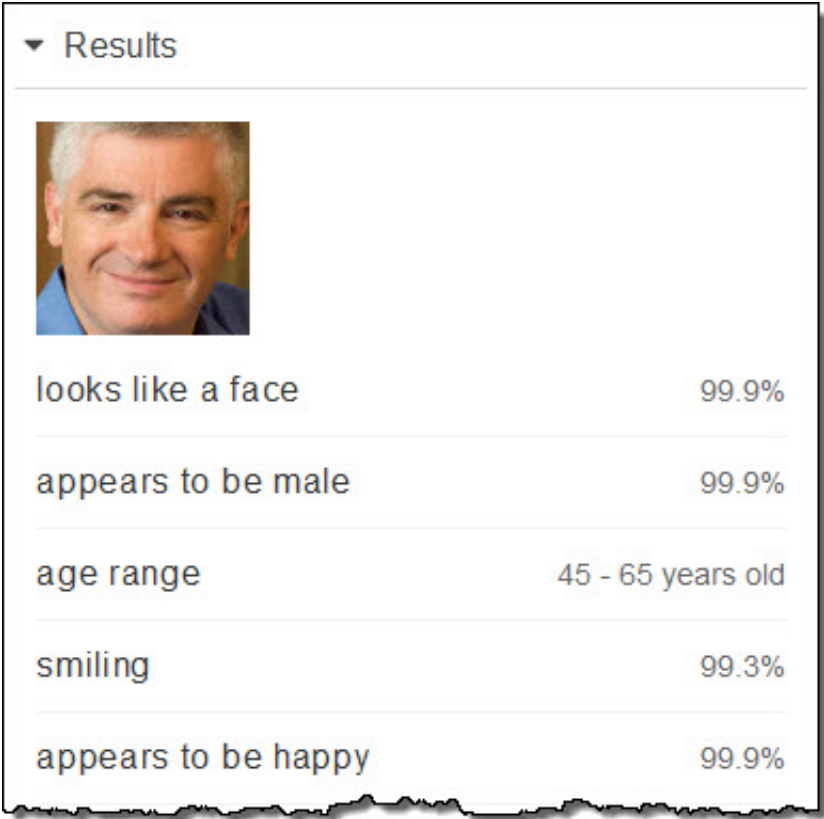 Results
looks like a face 99.9%
appears to be male 99.9%
age range 45 - 65 years old
smiling 99.3%
appears to be happy 99.9%